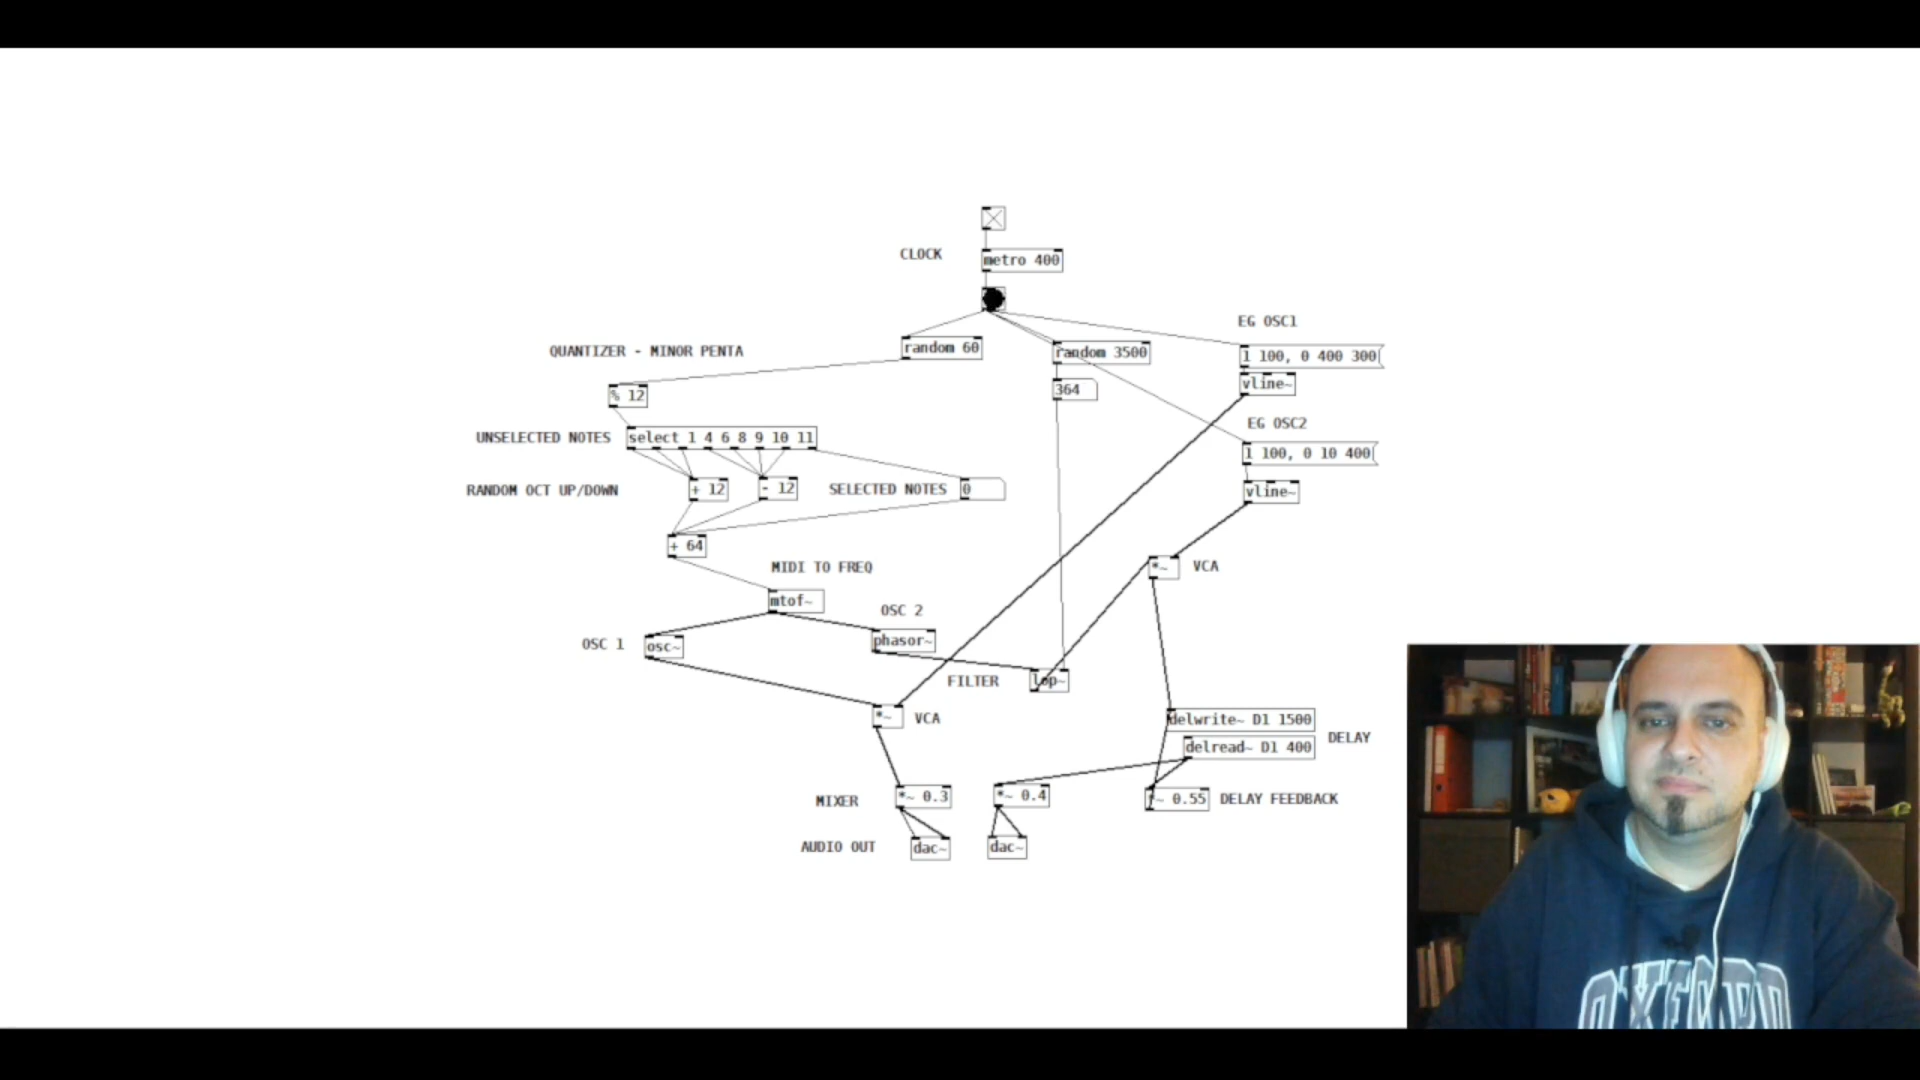 CLOCK
metro 400
EG OSC1
QUANTIZER - MINOR PENTA
random 60
random 3500
1 100, 0 400 300
% 12
364
vline~
EG OSC2
UNSELECTED NOTES
select 1 4 6 8 9 10 11
1 100, 0 10 400
RANDOM OCT UP/DOWN
+ 12
- 12
SELECTED NOTES
0
vline~
+ 64
MIDI TO FREQ
*~
VCA
mtof~
OSC 2
OSC 1
osc~
phasor~
FILTER
lop~
*~
VCA
delwrite~ D1 1500
delread~ D1 400
DELAY
MIXER
*~ 0.3
*~ 0.4
*~ 0.55
DELAY FEEDBACK
AUDIO OUT
dac~
dac~
OXFORD